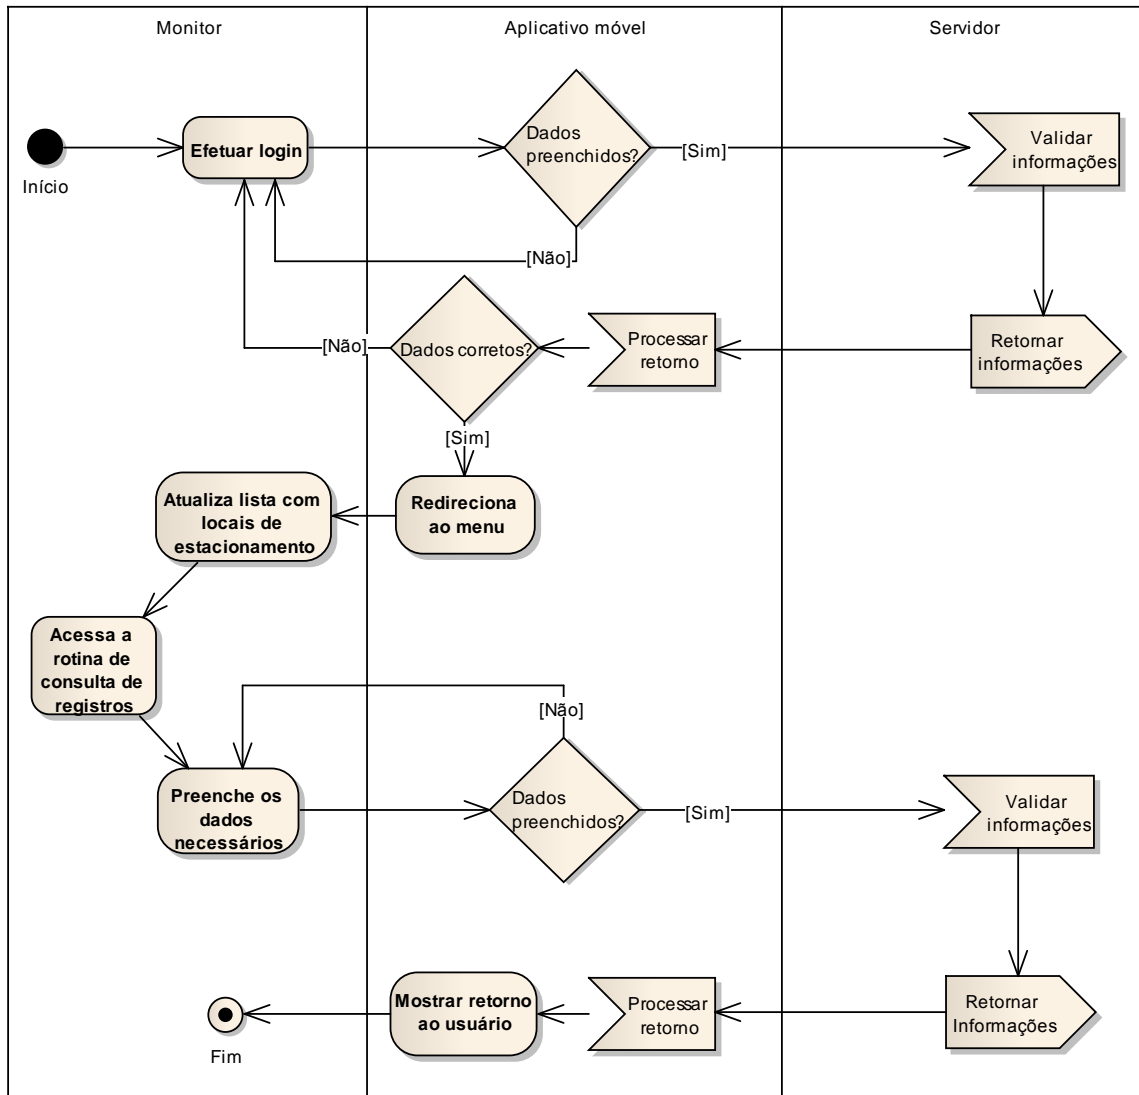 Monitor
Aplicativo móvel
Servidor
Início
Efetuar login
Dados
preenchidos?
[Sim]
Validar
informações
[Não]
[Não]
Dados corretos?
Processar
retorno
Retornar
informações
[Sim]
Redireciona
ao menu
Atualiza lista com
locais de
estacionamento
Acessa a
rotina de
consulta de
registros
[Não]
Preenche os
dados
necessários
Dados
preenchidos?
[Sim]
Validar
informações
Retornar
Informações
Processar
retorno
Mostrar retorno
ao usuário
Fim